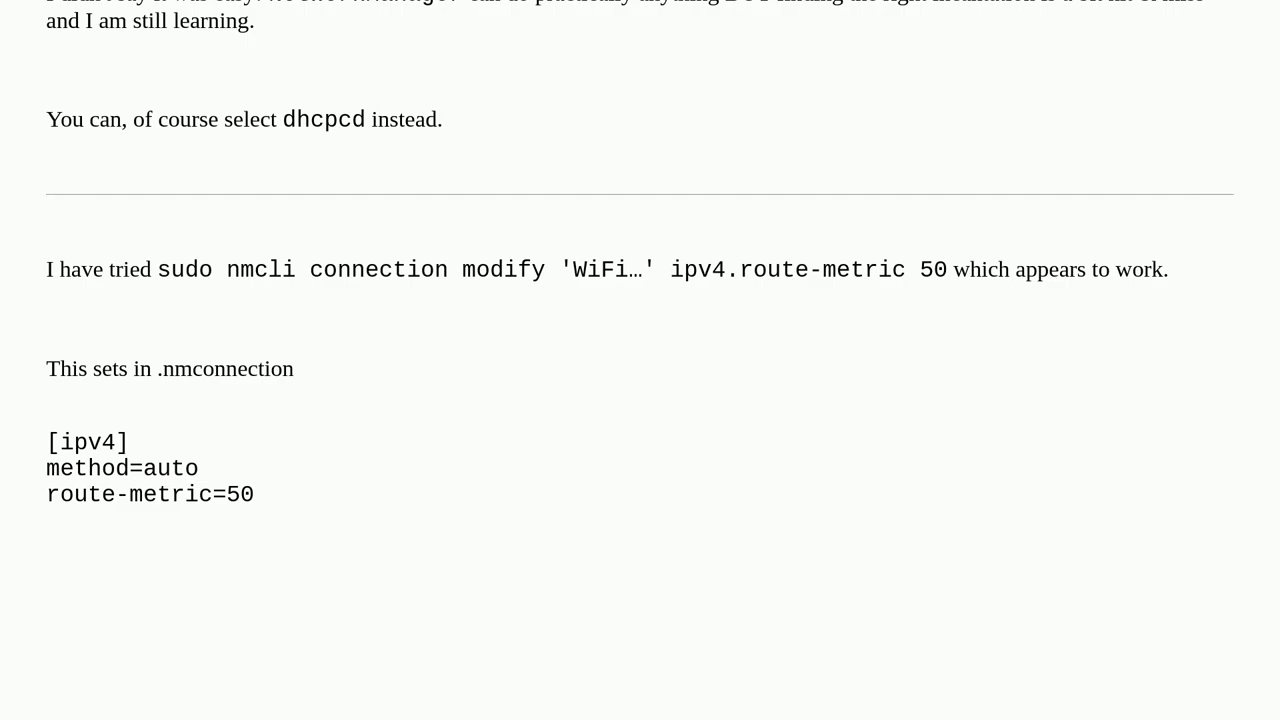 and I am still learning.
You can, of course select dhcpcd instead.
I have tried sudo nmcli connection modify 'WiFi…' ipv4.route-metric 50 which appears to work.
This sets in .nmconnection
[ipv4]
method=auto
route-metric=50